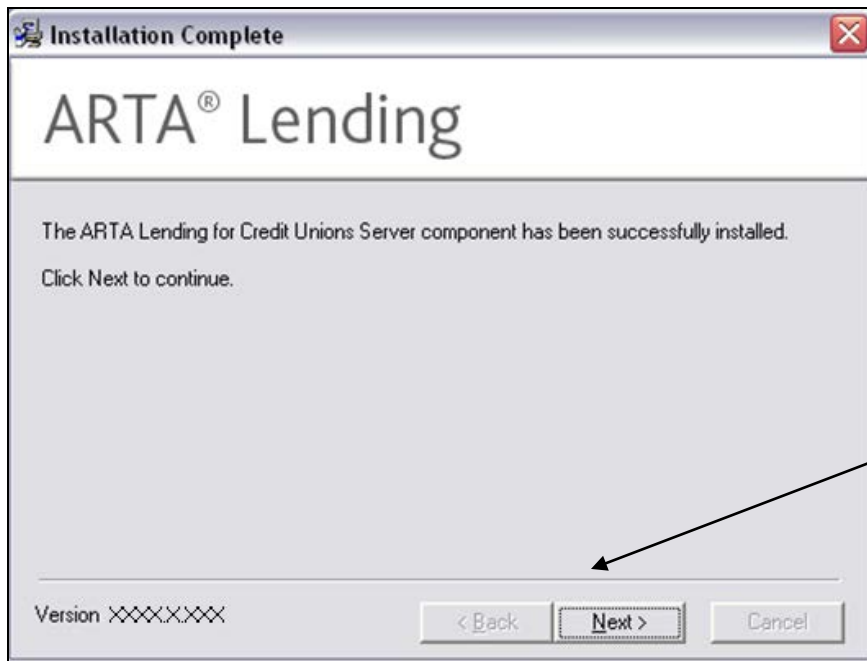 Installation Complete
ARTA® Lending
The ARTA Lending for Credit Unions Server component has been successfully installed.
Click Next to continue.
Version XXXX.X.XXX
< Back
Next >
Cancel